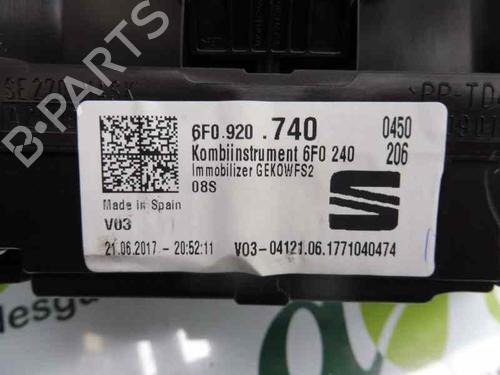 6F0.920 .740 0450
Kombiinstrument 6F0 240 206
Immobilizer GEKOWFS2
08S
Made in Spain
V03
21.06.2017 - 20:52:11 V03-04121.06.1771040474
B-PARTS